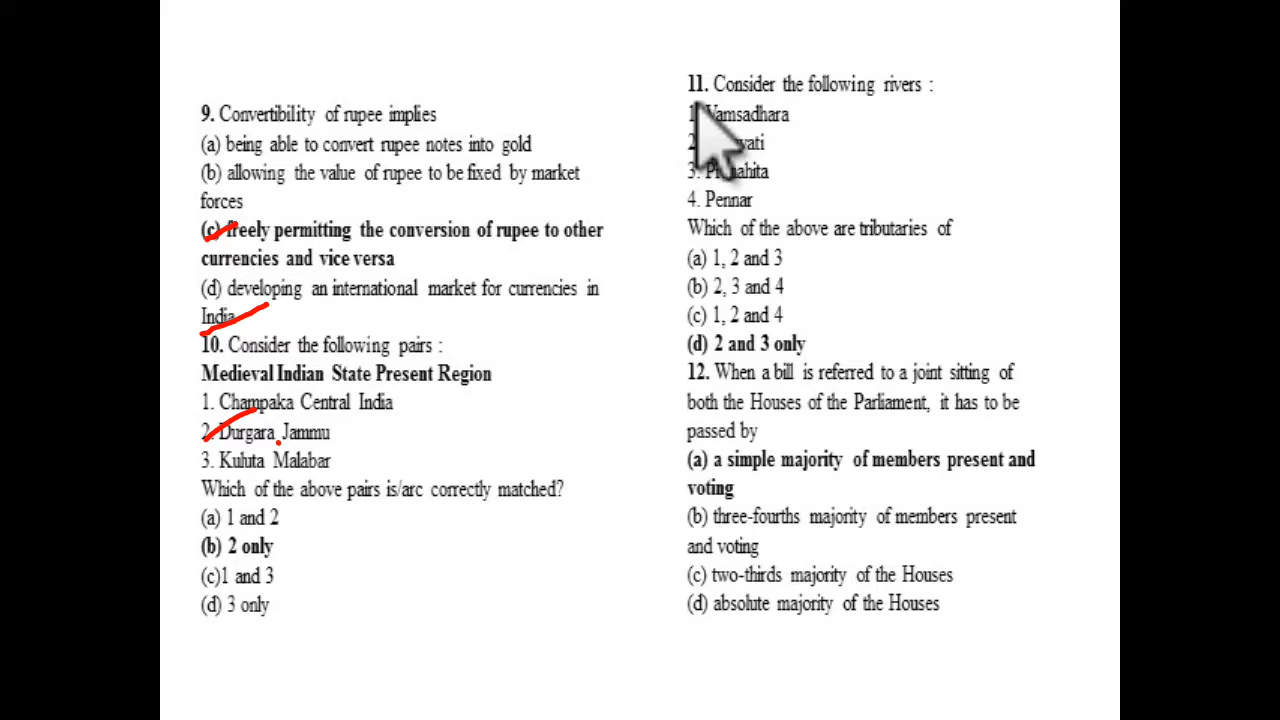 9. Convertibility of rupee implies
(a) being able to convert rupee notes into gold
(b) allowing the value of rupee to be fixed by market
forces
(c) freely permitting the conversion of rupee to other
currencies and vice versa
(d) developing an international market for currencies in
India
10. Consider the following pairs :
Medieval Indian State Present Region
1. Champaka Central India
2. Durgara Jammu
3. Kuluta Malabar
Which of the above pairs is/arc correctly matched?
(a) 1 and 2
(b) 2 only
(c)1 and 3
(d) 3 only
11. Consider the following rivers :
1. Vamsadhara
2.
3.
4. Pennar
Which of the above are tributaries of
(a) 1, 2 and 3
(b) 2, 3 and 4
(c) 1, 2 and 4
(d) 2 and 3 only
12. When a bill is referred to a joint sitting of
both the Houses of the Parliament, it has to be
passed by
(a) a simple majority of members present and
voting
(b) three-fourths majority of members present
and voting
(c) two-thirds majority of the Houses
(d) absolute majority of the Houses